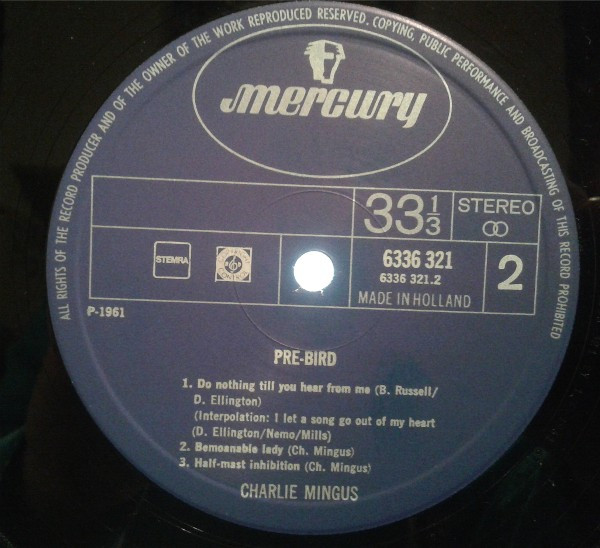 ALL RIGHTS OF THE RECORD PRODUCER AND OF THE OWNER OF THE WORK REPRODUCED RESERVED. COPYING, PUBLIC PERFORMANCE AND BROADCASTING OF THIS RECORD PROHIBITED
mercury
33 1/3
STEREO
STEMRA
6336 321
6336 321.2
2
MADE IN HOLLAND
P-1961
PRE-BIRD
1. Do nothing till you hear from me (B. Russell/
D. Ellington)
(Interpolation: I let a song go out of my heart
(D. Ellington/Nemo/Mills)
2. Bemoanable lady (Ch. Mingus)
3. Half-mast inhibition (Ch. Mingus)
CHARLIE MINGUS